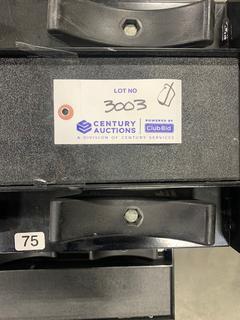 LOT NO
3003
CENTURY AUCTIONS
POWERED BY
ClubBid
A DIVISION OF CENTURY SERVICES
75